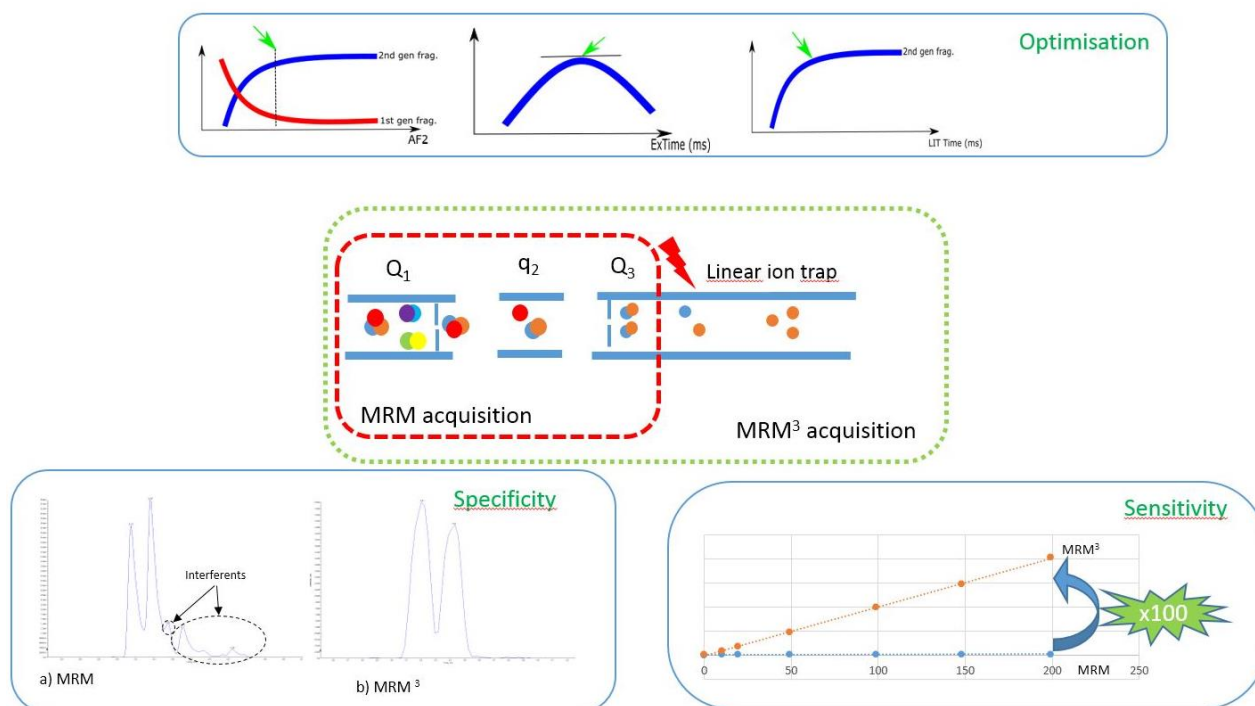 Optimisation
2nd gen frag.
1st gen frag.
AF2
ExTime (ms)
2nd gen frag.
LIT Time (ms)
Q1
q2
Q3
Linear ion trap
MRM acquisition
MRM3 acquisition
Specificity
Interferents
a) MRM
b) MRM 3
Sensitivity
MRM3
x100
0 50 100 150 200 250
MRM